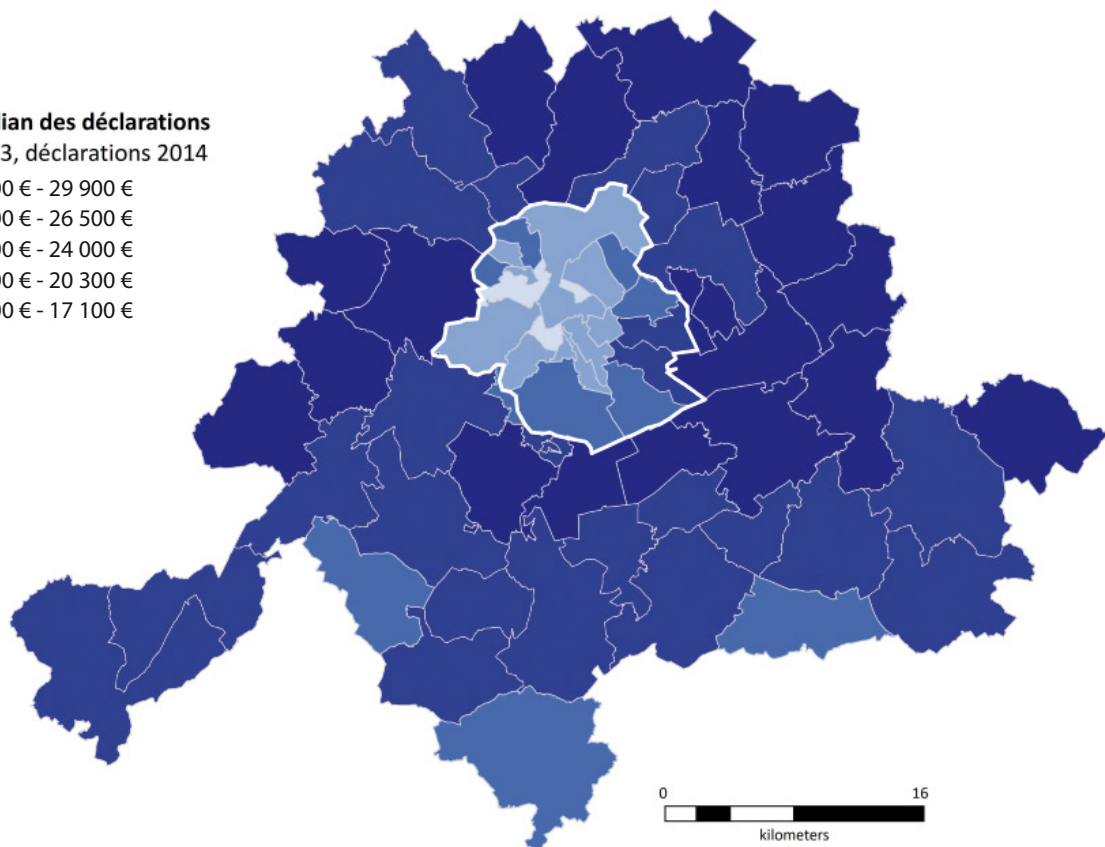 dian des déclarations
3, déclarations 2014
00 € - 29 900 €
00 € - 26 500 €
00 € - 24 000 €
00 € - 20 300 €
00 € - 17 100 €
0 16
kilometers